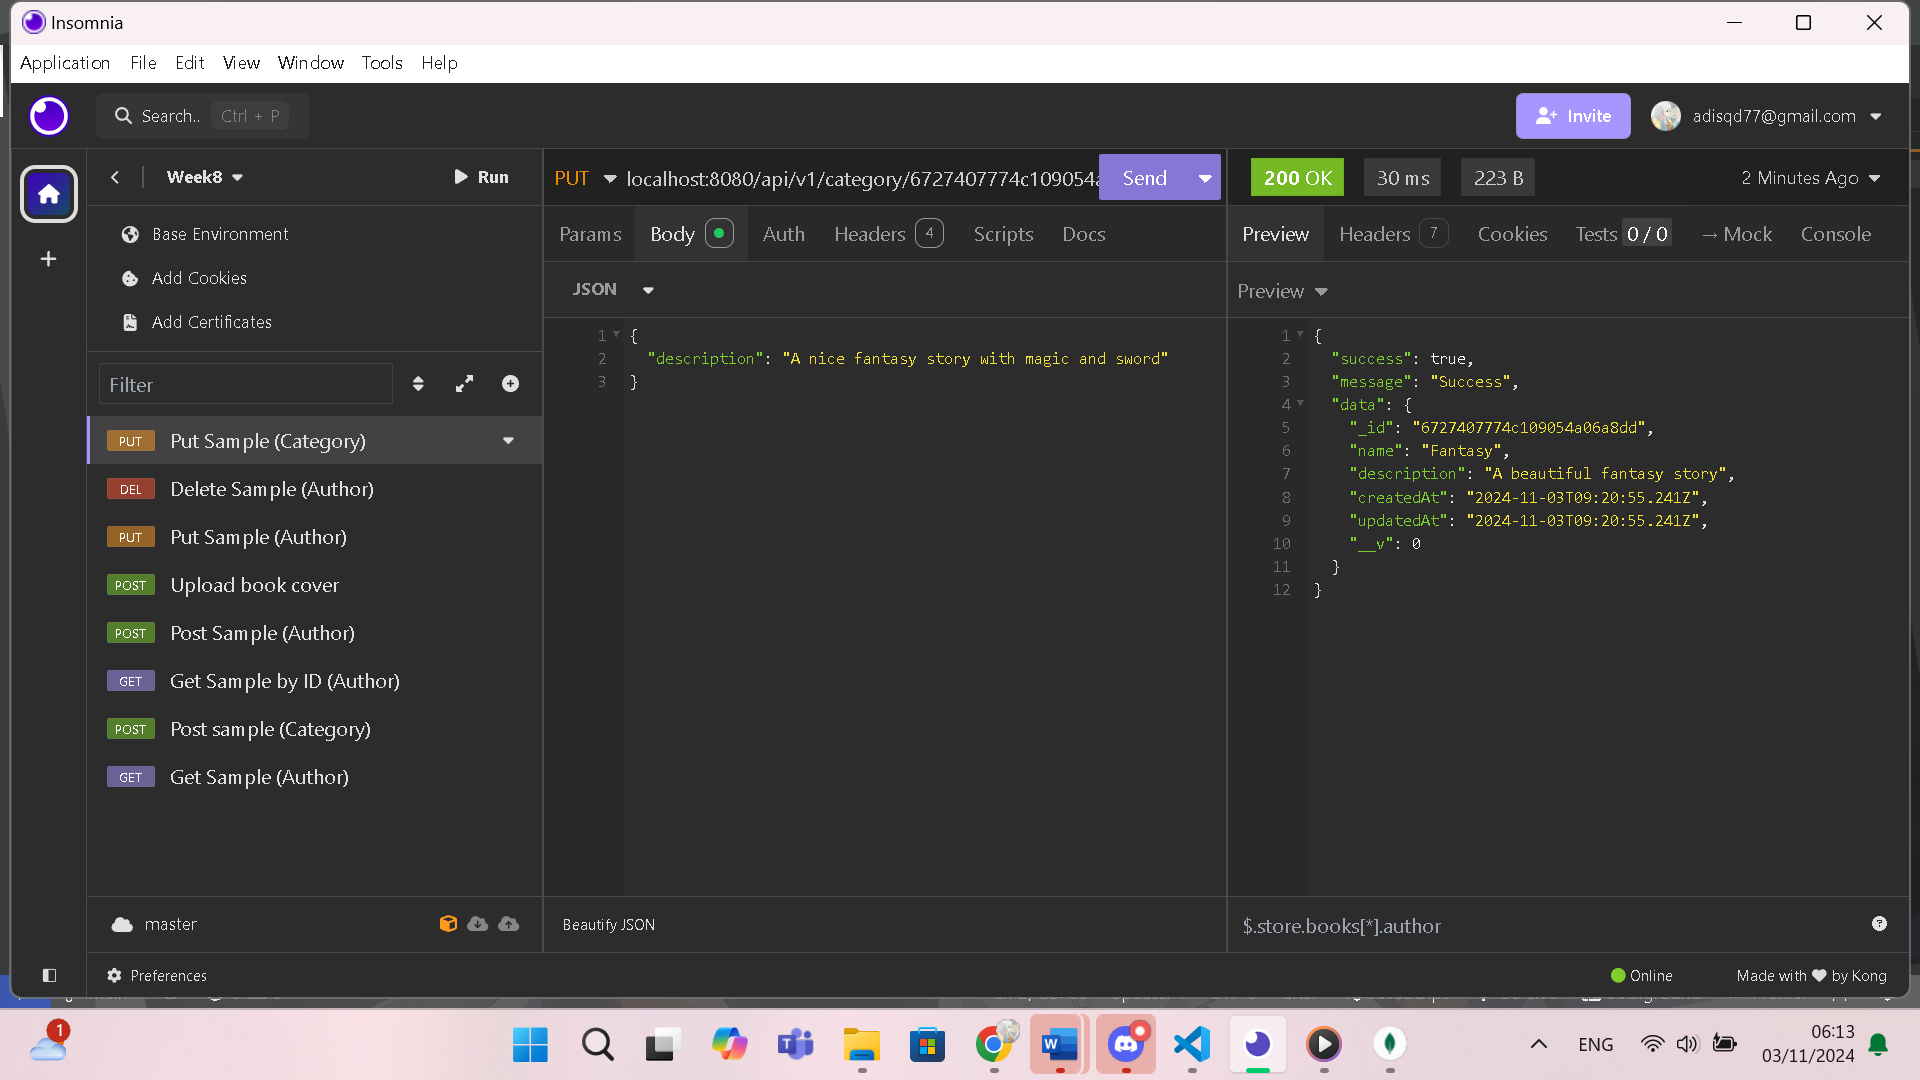 Insomnia
Application File Edit View Window Tools Help
Search.. Ctrl + P
Invite
adisqd77@gmail.com
Week8
Run
PUT localhost:8080/api/v1/category/6727407774c109054a
Send
200 OK
30 ms
223 B
2 Minutes Ago
Base Environment
Add Cookies
Add Certificates
Params Body Auth Headers 4 Scripts Docs
Preview Headers 7 Cookies Tests 0 / 0 → Mock Console
JSON
Preview
Filter
PUT Put Sample (Category)
DEL Delete Sample (Author)
PUT Put Sample (Author)
POST Upload book cover
POST Post Sample (Author)
GET Get Sample by ID (Author)
POST Post sample (Category)
GET Get Sample (Author)
1 {
2 "description": "A nice fantasy story with magic and sword"
3 }
1 {
2 "success": true,
3 "message": "Success",
4 "data": {
5 "_id": "6727407774c109054a06a8dd",
6 "name": "Fantasy",
7 "description": "A beautiful fantasy story",
8 "createdAt": "2024-11-03T09:20:55.241Z",
9 "updatedAt": "2024-11-03T09:20:55.241Z",
10 "__v": 0
11 }
12 }
master
Beautify JSON
$.store.books[*].author
Preferences
Online
Made with ♥ by Kong
1
ENG
06:13
03/11/2024